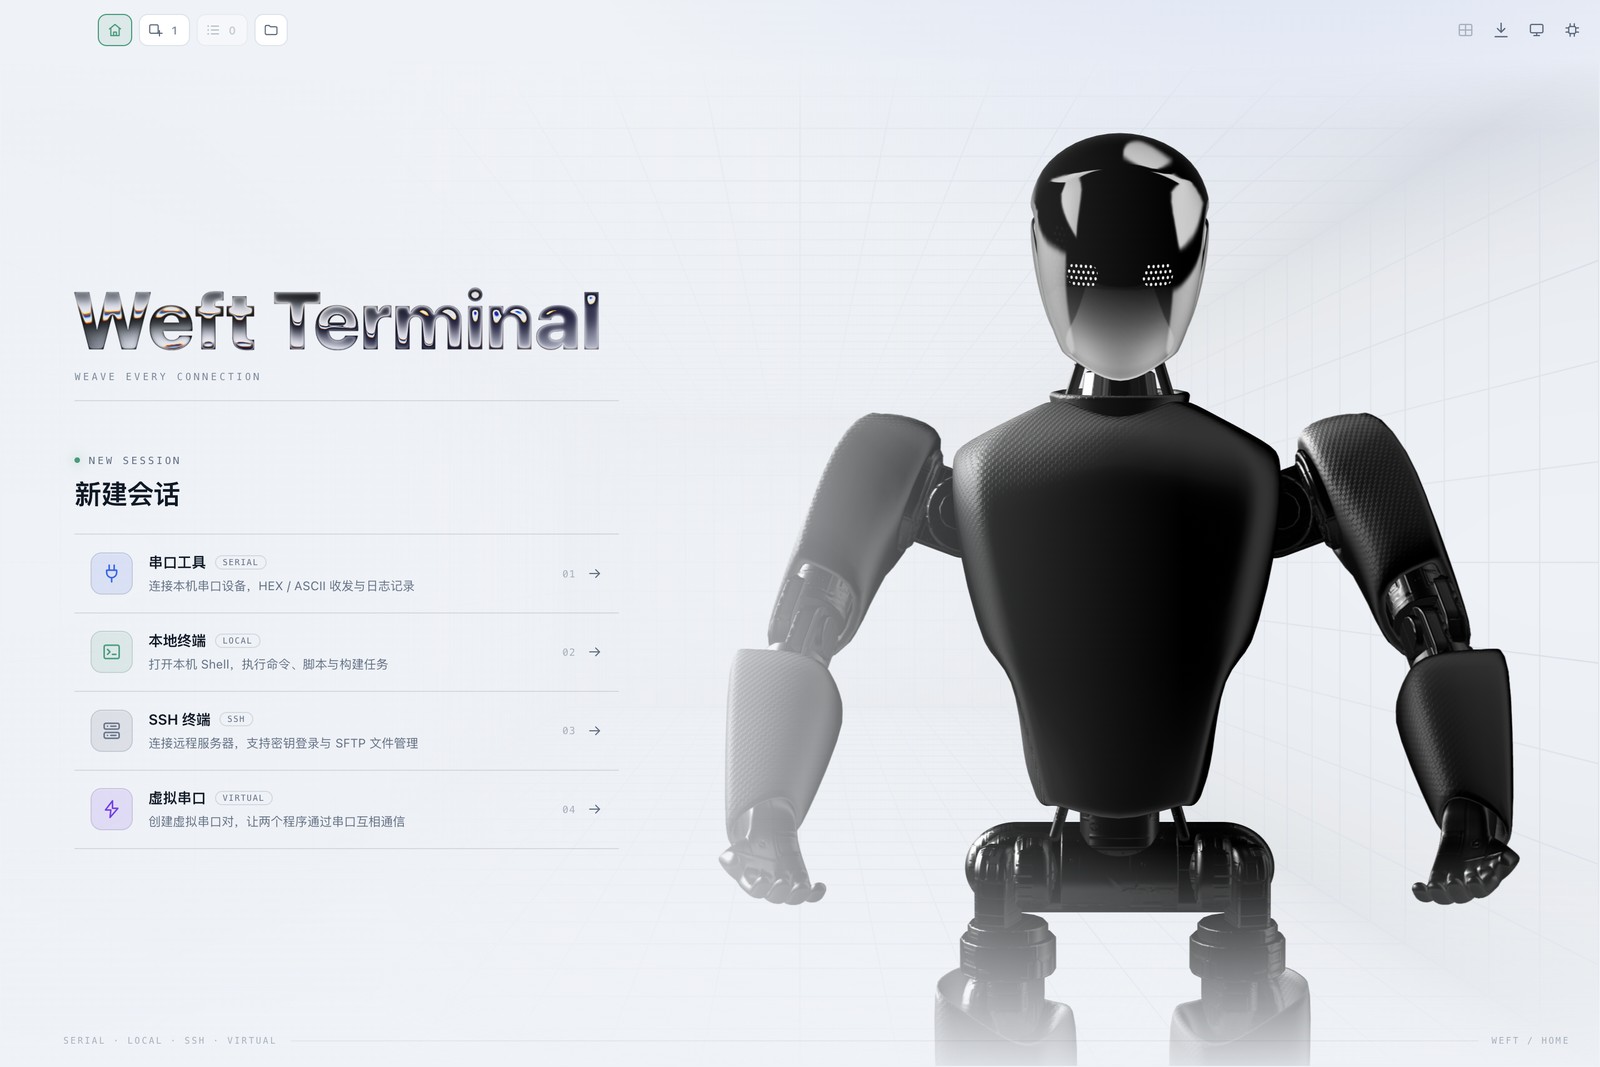 1
0
Weft Terminal
WEAVE EVERY CONNECTION
NEW SESSION
新建会话
串口工具 SERIAL
连接本机串口设备，HEX / ASCII 收发与日志记录
01
本地终端 LOCAL
打开本机 Shell，执行命令、脚本与构建任务
02
SSH 终端 SSH
连接远程服务器，支持密钥登录与 SFTP 文件管理
03
虚拟串口 VIRTUAL
创建虚拟串口对，让两个程序通过串口互相通信
04
SERIAL · LOCAL · SSH · VIRTUAL
WEFT / HOME